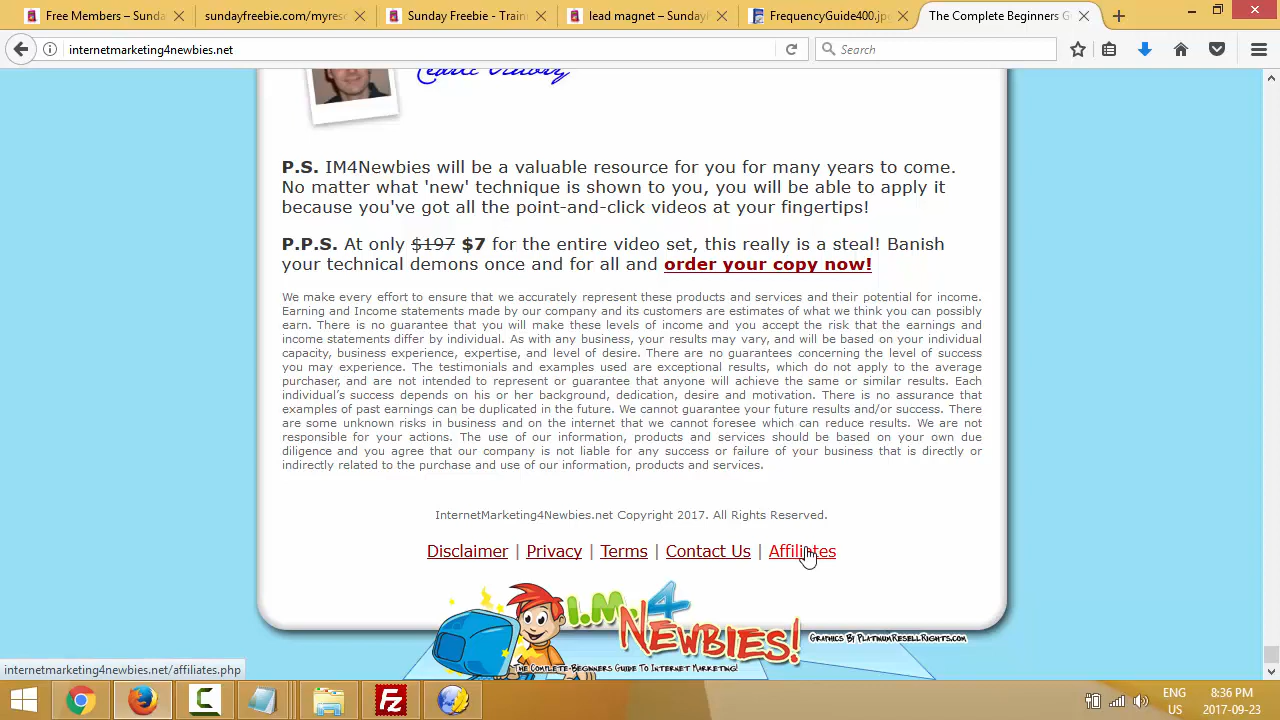 Free Members – Sunda
sundayfreebie.com/myres
Sunday Freebie - Train
lead magnet – SundayF
FrequencyGuide400.jp
The Complete Beginners G
internetmarketing4newbies.net
Search
P.S. IM4Newbies will be a valuable resource for you for many years to come.
No matter what 'new' technique is shown to you, you will be able to apply it
because you've got all the point-and-click videos at your fingertips!
P.P.S. At only $197 $7 for the entire video set, this really is a steal! Banish
your technical demons once and for all and order your copy now!
We make every effort to ensure that we accurately represent these products and services and their potential for income.
Earning and Income statements made by our company and its customers are estimates of what we think you can possibly
earn. There is no guarantee that you will make these levels of income and you accept the risk that the earnings and
income statements differ by individual. As with any business, your results may vary, and will be based on your individual
capacity, business experience, expertise, and level of desire. There are no guarantees concerning the level of success
you may experience. The testimonials and examples used are exceptional results, which do not apply to the average
purchaser, and are not intended to represent or guarantee that anyone will achieve the same or similar results. Each
individual's success depends on his or her background, dedication, desire and motivation. There is no assurance that
examples of past earnings can be duplicated in the future. We cannot guarantee your future results and/or success. There
are some unknown risks in business and on the internet that we cannot foresee which can reduce results. We are not
responsible for your actions. The use of our information, products and services should be based on your own due
diligence and you agree that our company is not liable for any success or failure of your business that is directly or
indirectly related to the purchase and use of our information, products and services.
InternetMarketing4Newbies.net Copyright 2017. All Rights Reserved.
Disclaimer | Privacy | Terms | Contact Us | Affiliates
I.M. 4
NEWBIES!
GRAPHICS BY PLATINUMRESELLRIGHTS.COM
THE COMPLETE BEGINNERS GUIDE TO INTERNET MARKETING!
internetmarketing4newbies.net/affiliates.php
ENG
US
8:36 PM
2017-09-23